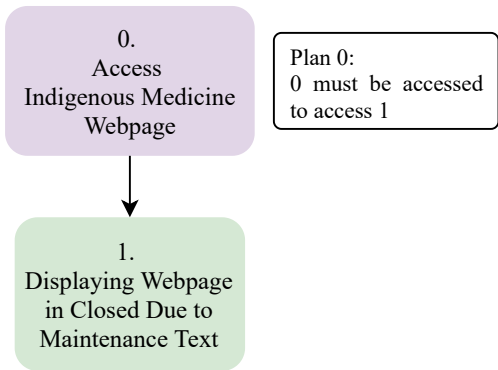 0.
Access
Indigenous Medicine
Webpage
Plan 0:
0 must be accessed
to access 1
1.
Displaying Webpage
in Closed Due to
Maintenance Text